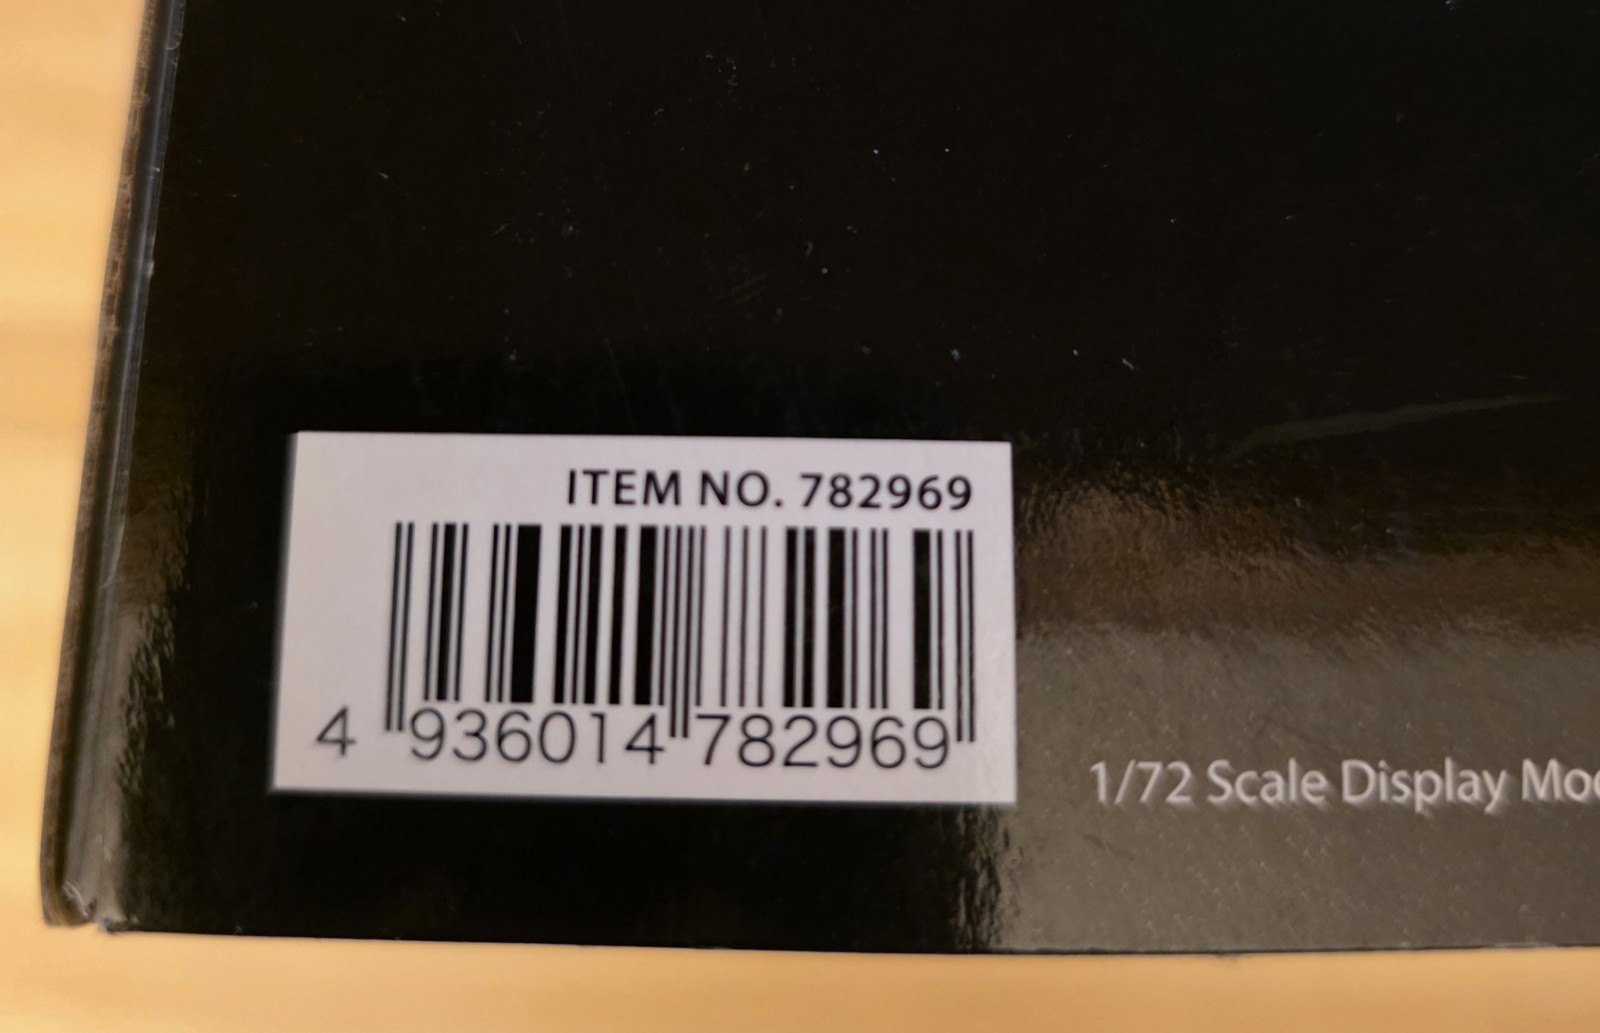 ITEM NO. 782969
4 936014 782969
1/72 Scale Display